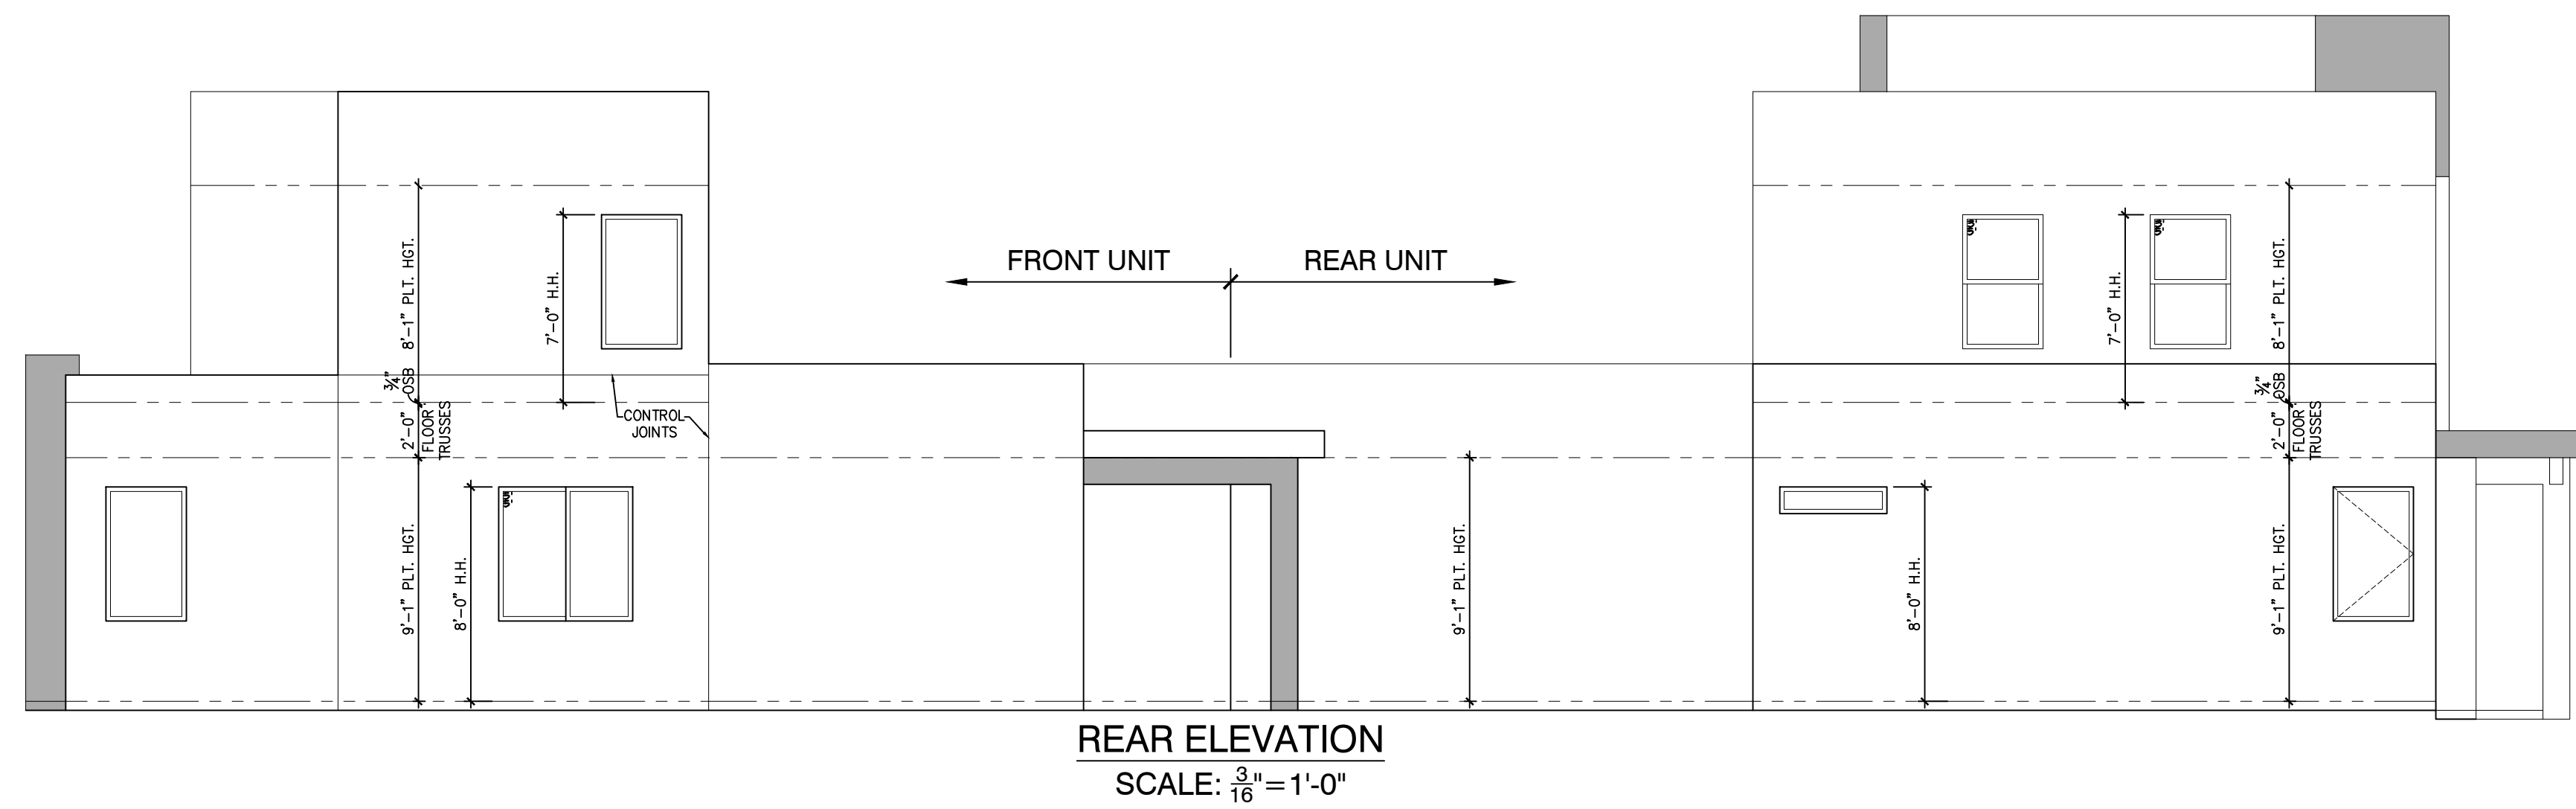 FRONT UNIT
REAR UNIT
8'-1" PLT. HGT.
7'-0" H.H.
3/4"
OSB
2'-0"
FLOOR
TRUSSES
CONTROL
JOINTS
9'-1" PLT. HGT.
8'-0" H.H.
9'-1" PLT. HGT.
8'-0" H.H.
7'-0" H.H.
8'-1" PLT. HGT.
3/4"
OSB
2'-0"
FLOOR
TRUSSES
9'-1" PLT. HGT.
REAR ELEVATION
SCALE: 3/16"=1'-0"